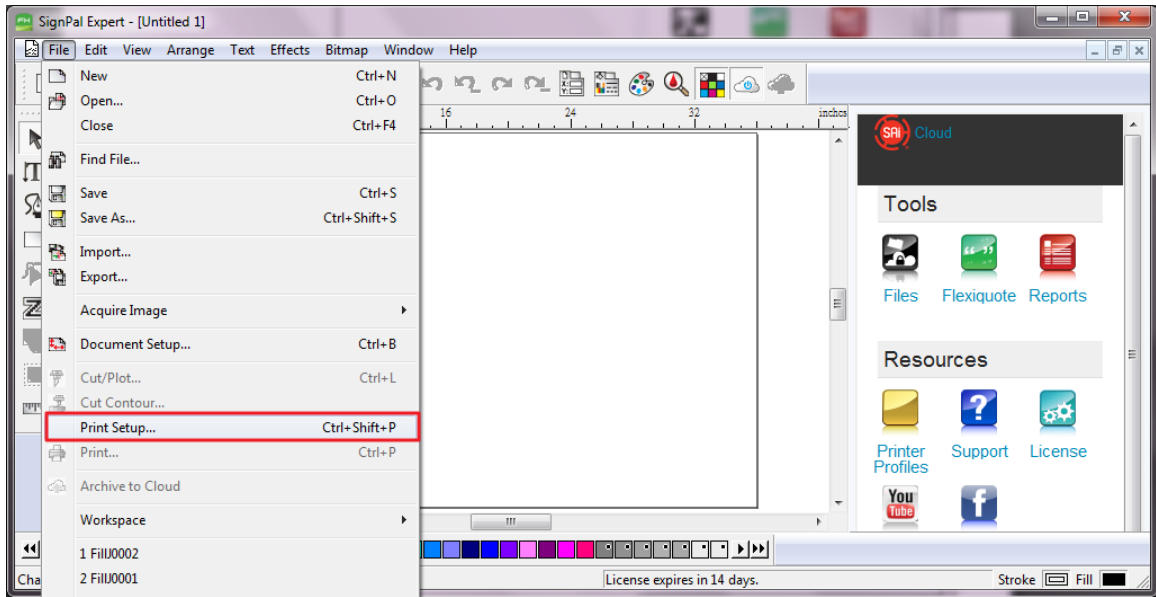 SignPal Expert - [Untitled 1]
File Edit View Arrange Text Effects Bitmap Window Help
New Ctrl+N
Open... Ctrl+O
Close Ctrl+F4
Find File...
Save Ctrl+S
Save As... Ctrl+Shift+S
Import...
Export...
Acquire Image
Document Setup... Ctrl+B
Cut/Plot... Ctrl+L
Cut Contour...
Print Setup... Ctrl+Shift+P
Print... Ctrl+P
Archive to Cloud
Workspace
1 FillJ0002
2 FillJ0001
16 24 32 inches
SAi Cloud
Tools
Files Flexiquote Reports
Resources
Printer Profiles Support License
You Tube f
Cha
License expires in 14 days.
Stroke Fill